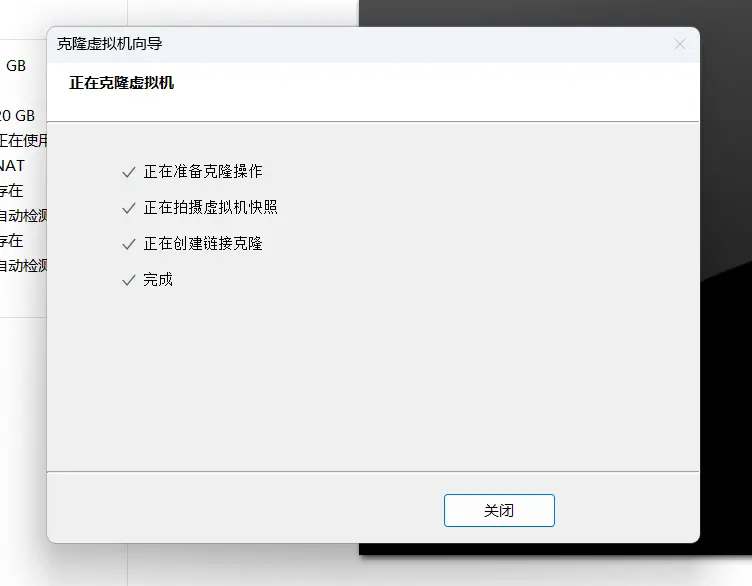 克隆虚拟机向导
正在克隆虚拟机
GB
20 GB
正在使用
NAT
存在
自动检测
存在
自动检测
正在准备克隆操作
正在拍摄虚拟机快照
正在创建链接克隆
完成
关闭